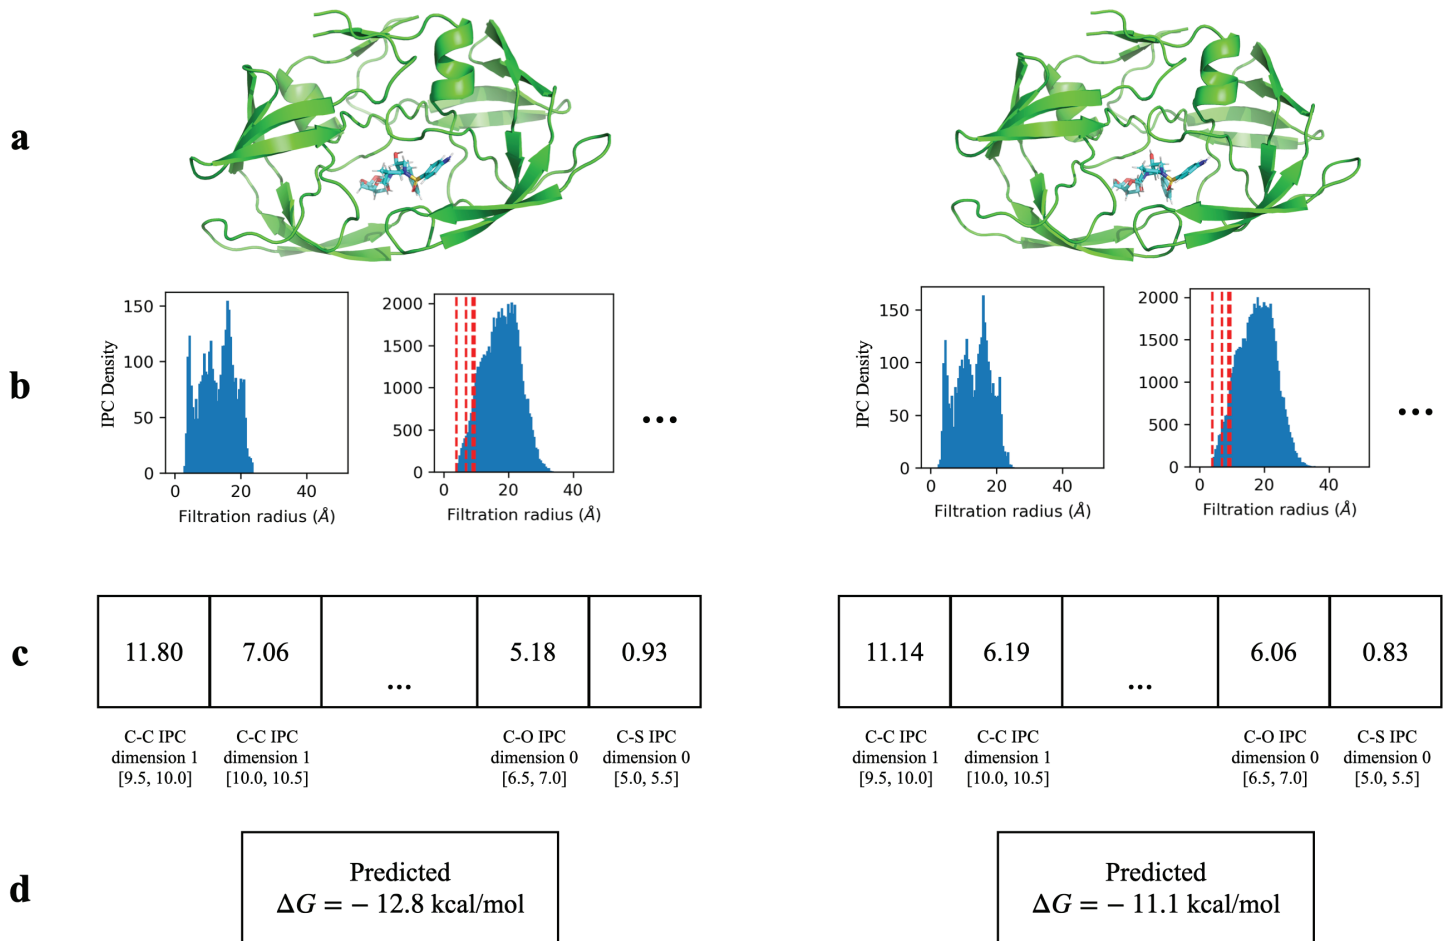 a
b
IPC Density
150
100
50
0
0 20 40
Filtration radius (Å)
2000
1500
1000
500
0
0 20 40
Filtration radius (Å)
...
IPC Density
150
100
50
0
0 20 40
Filtration radius (Å)
2000
1500
1000
500
0
0 20 40
Filtration radius (Å)
...
c
11.80 7.06 ... 5.18 0.93
C-C IPC
dimension 1
[9.5, 10.0]
C-C IPC
dimension 1
[10.0, 10.5]
C-O IPC
dimension 0
[6.5, 7.0]
C-S IPC
dimension 0
[5.0, 5.5]
11.14 6.19 ... 6.06 0.83
C-C IPC
dimension 1
[9.5, 10.0]
C-C IPC
dimension 1
[10.0, 10.5]
C-O IPC
dimension 0
[6.5, 7.0]
C-S IPC
dimension 0
[5.0, 5.5]
d
Predicted
ΔG = − 12.8 kcal/mol
Predicted
ΔG = − 11.1 kcal/mol